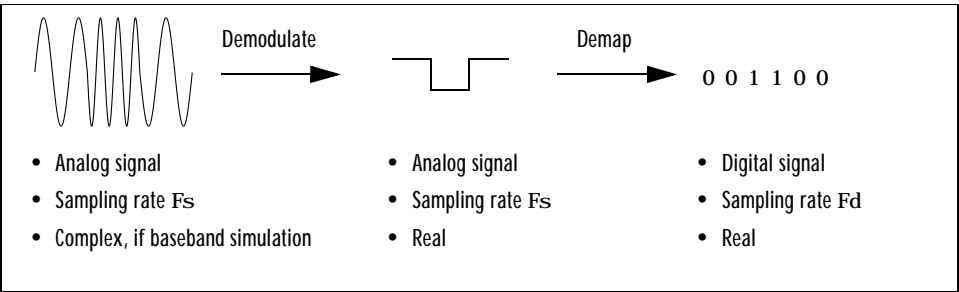 Demodulate
Demap
0 0 1 1 0 0
• Analog signal
• Sampling rate Fs
• Complex, if baseband simulation
• Analog signal
• Sampling rate Fs
• Real
• Digital signal
• Sampling rate Fd
• Real